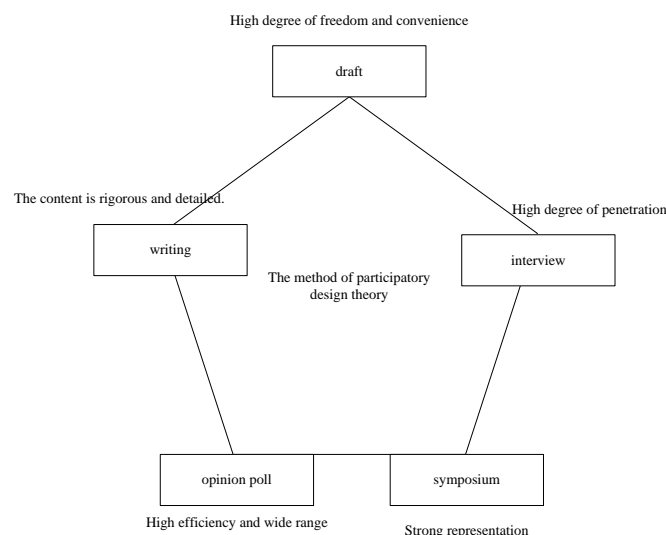 High degree of freedom and convenience
draft
The content is rigorous and detailed.
High degree of penetration
writing
interview
The method of participatory
design theory
opinion poll
symposium
High efficiency and wide range
Strong representation